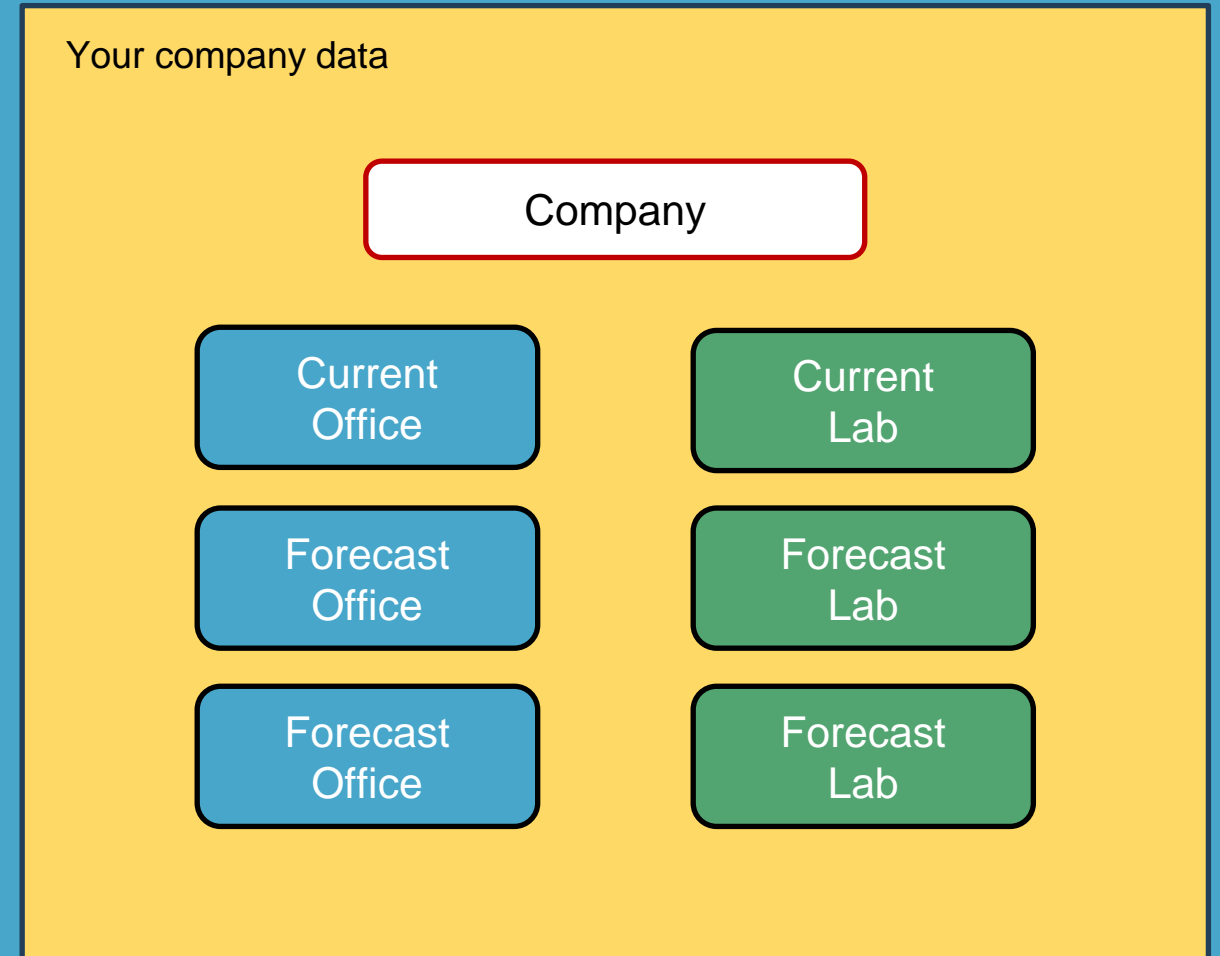 Your company data
Company
Current
Office
Current
Lab
Forecast
Office
Forecast
Lab
Forecast
Office
Forecast
Lab